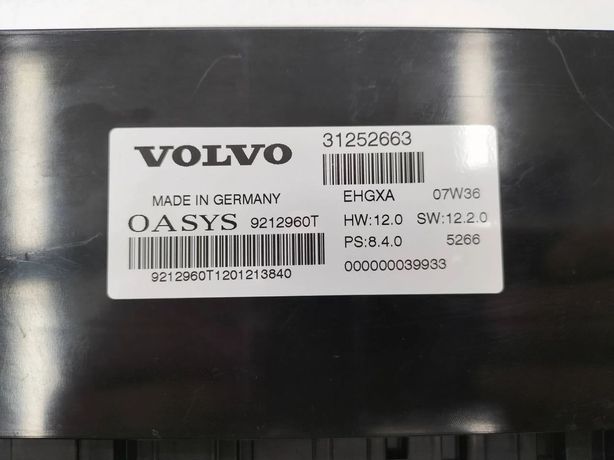 VOLVO
31252663
MADE IN GERMANY
EHGXA 07W36
OASYS 9212960T
HW:12.0 SW:12.2.0
PS:8.4.0 5266
9212960T1201213840
000000039933